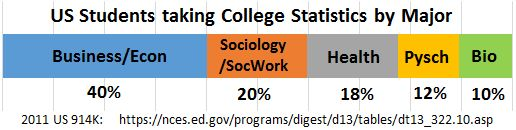 US Students taking College Statistics by Major
Business/Econ
Sociology
/SocWork
Health
Pysch
Bio
40%
20%
18%
12%
10%
2011 US 914K: https://nces.ed.gov/programs/digest/d13/tables/dt13_322.10.asp